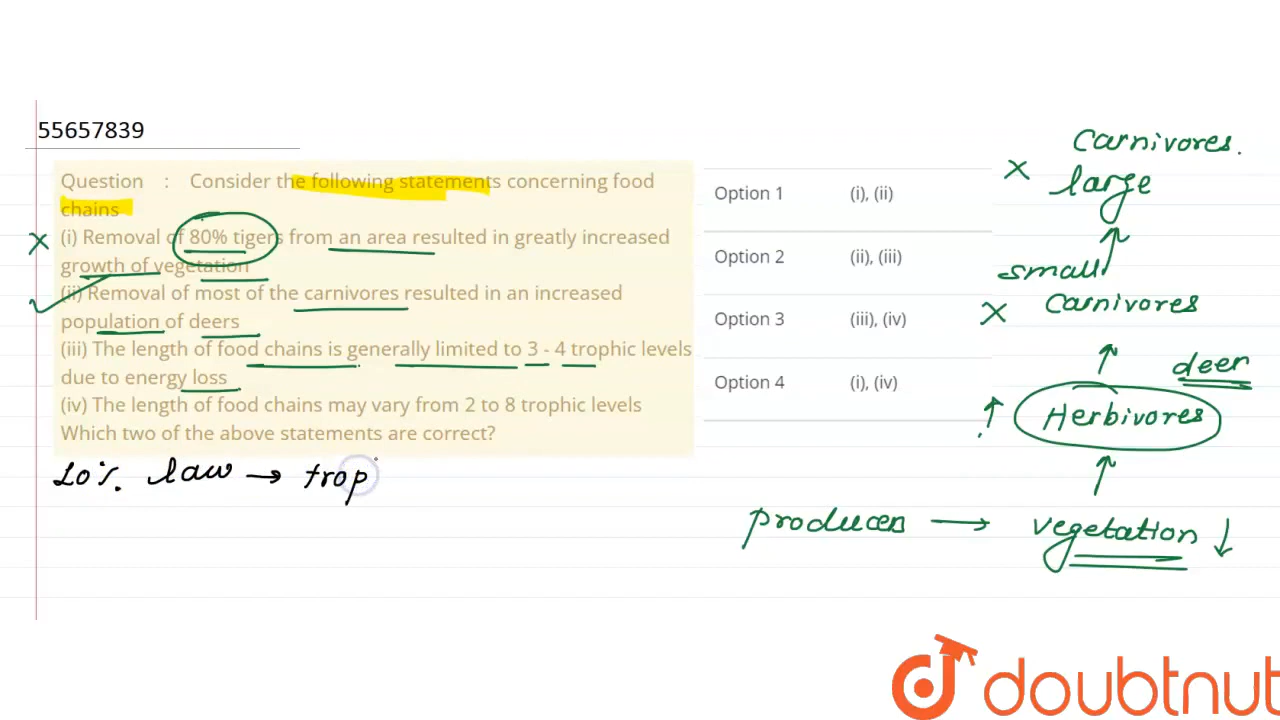 55657839
Question : Consider the following statements concerning food
chains
(i) Removal of 80% tigers from an area resulted in greatly increased
growth of vegetation
(ii) Removal of most of the carnivores resulted in an increased
population of deers
(iii) The length of food chains is generally limited to 3 - 4 trophic levels
due to energy loss
(iv) The length of food chains may vary from 2 to 8 trophic levels
Which two of the above statements are correct?
10% law → trop
Option 1 (i), (ii)
Option 2 (ii), (iii)
Option 3 (iii), (iv)
Option 4 (i), (iv)
Carnivores.
large
small
Carnivores
deer
Herbivores
producers → vegetation ↓
doubtnut